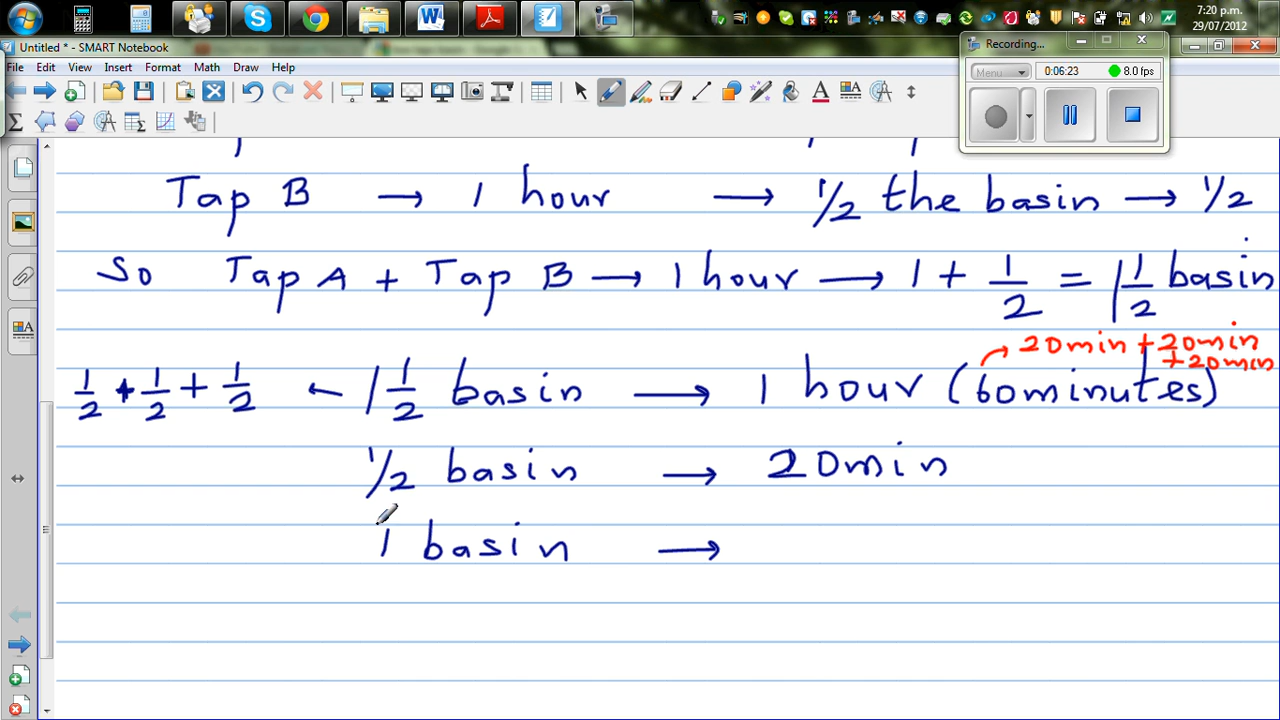 7:20 p.m.
29/07/2012
Untitled * - SMART Notebook
Recording...
File Edit View Insert Format Math Draw Help
Menu 0:06:23 8.0 fps
Tap B → 1 hour → 1/2 the basin → 1/2
So Tap A + Tap B → 1 hour → 1 + 1/2 = 1 1/2 basin
20min + 20min
+ 20min
1/2 + 1/2 + 1/2 ← 1 1/2 basin → 1 hour (60minutes)
1/2 basin → 20min
1 basin →